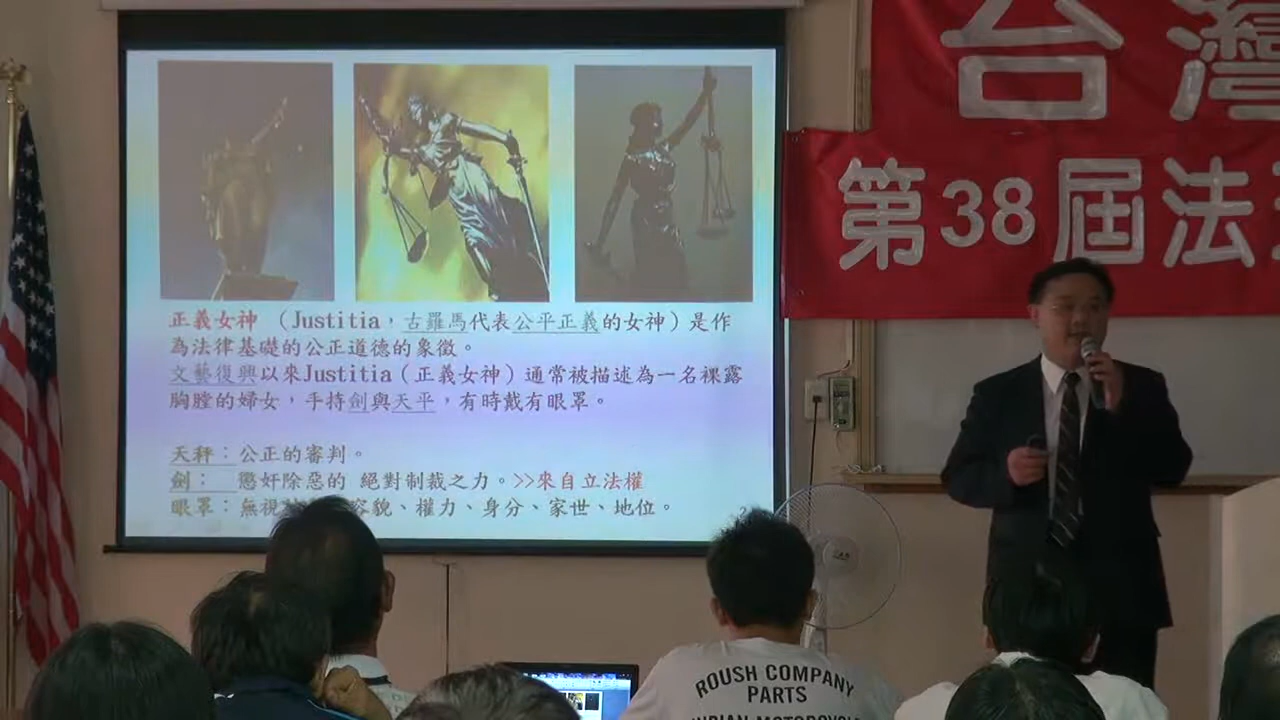 正義女神 （Justitia，古羅馬代表公平正義的女神）是作
為法律基礎的公正道德的象徵。
文藝復興以來Justitia（正義女神）通常被描述為一名裸露
胸膛的婦女，手持劍與天平，有時戴有眼罩。
天秤：公正的審判。
劍： 懲奸除惡的 絕對制裁之力。>>來自立法權
眼罩：無視 容貌、權力、身分、家世、地位。
台灣
第38屆法
ROUSH COMPANY
PARTS
INDIAN MOTORCYCL